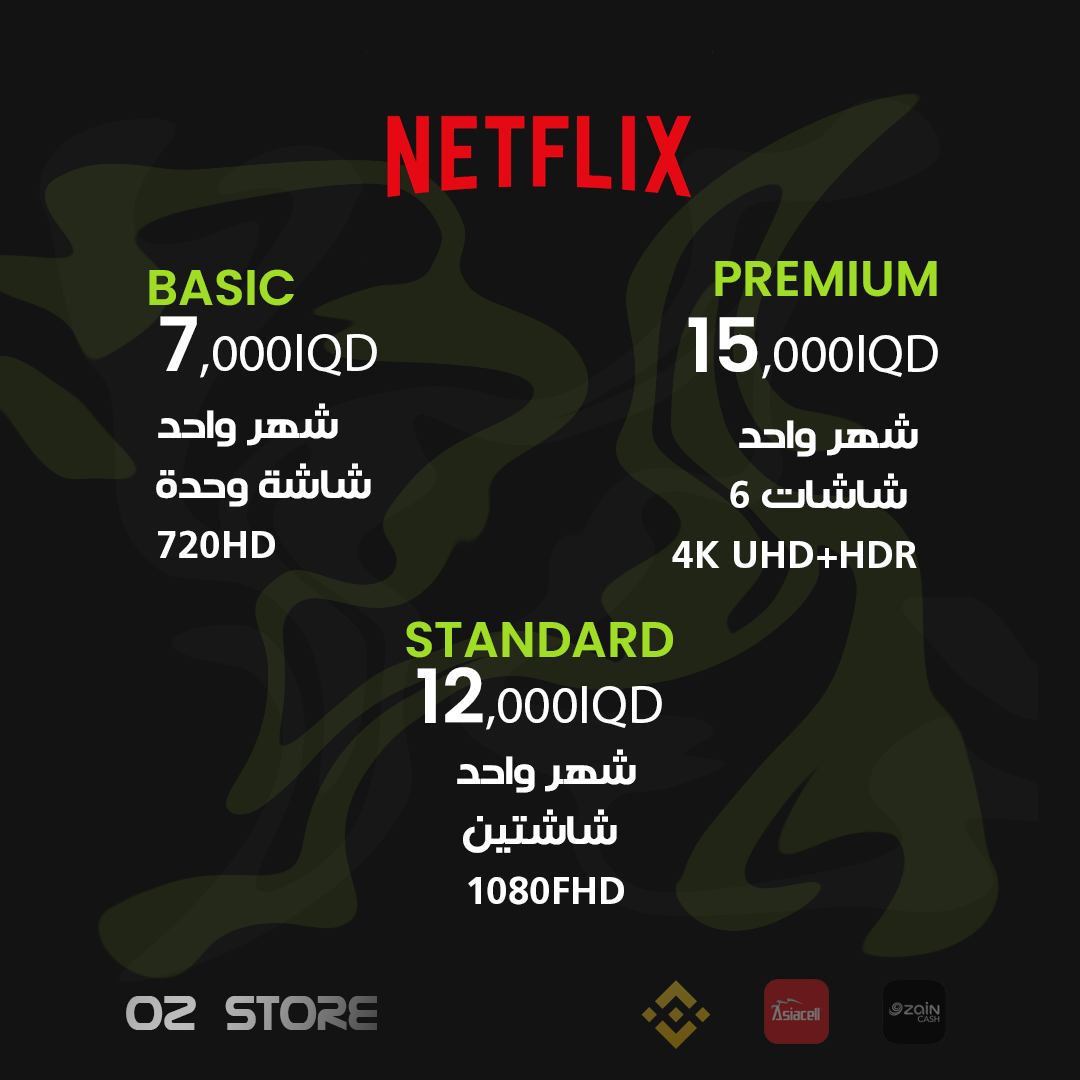 NETFLIX
BASIC
7,000IQD
شهر واحد
شاشة وحدة
720HD
PREMIUM
15,000IQD
شهر واحد
6 شاشات
4K UHD+HDR
STANDARD
12,000IQD
شهر واحد
شاشتين
1080FHD
OZ STORE
Asiacell
zain
CASH